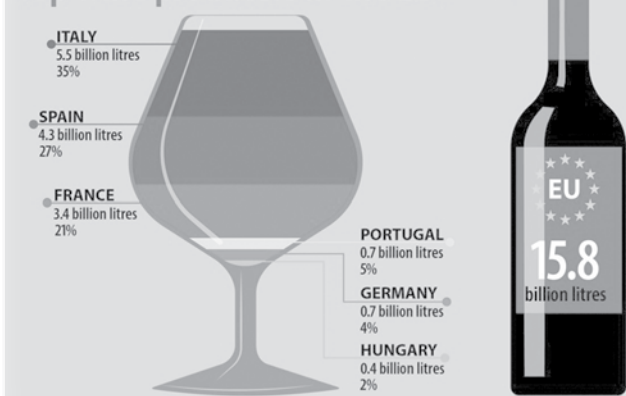 ITALY
5.5 billion litres
35%
SPAIN
4.3 billion litres
27%
FRANCE
3.4 billion litres
21%
PORTUGAL
0.7 billion litres
5%
GERMANY
0.7 billion litres
4%
HUNGARY
0.4 billion litres
2%
EU
15.8
billion litres